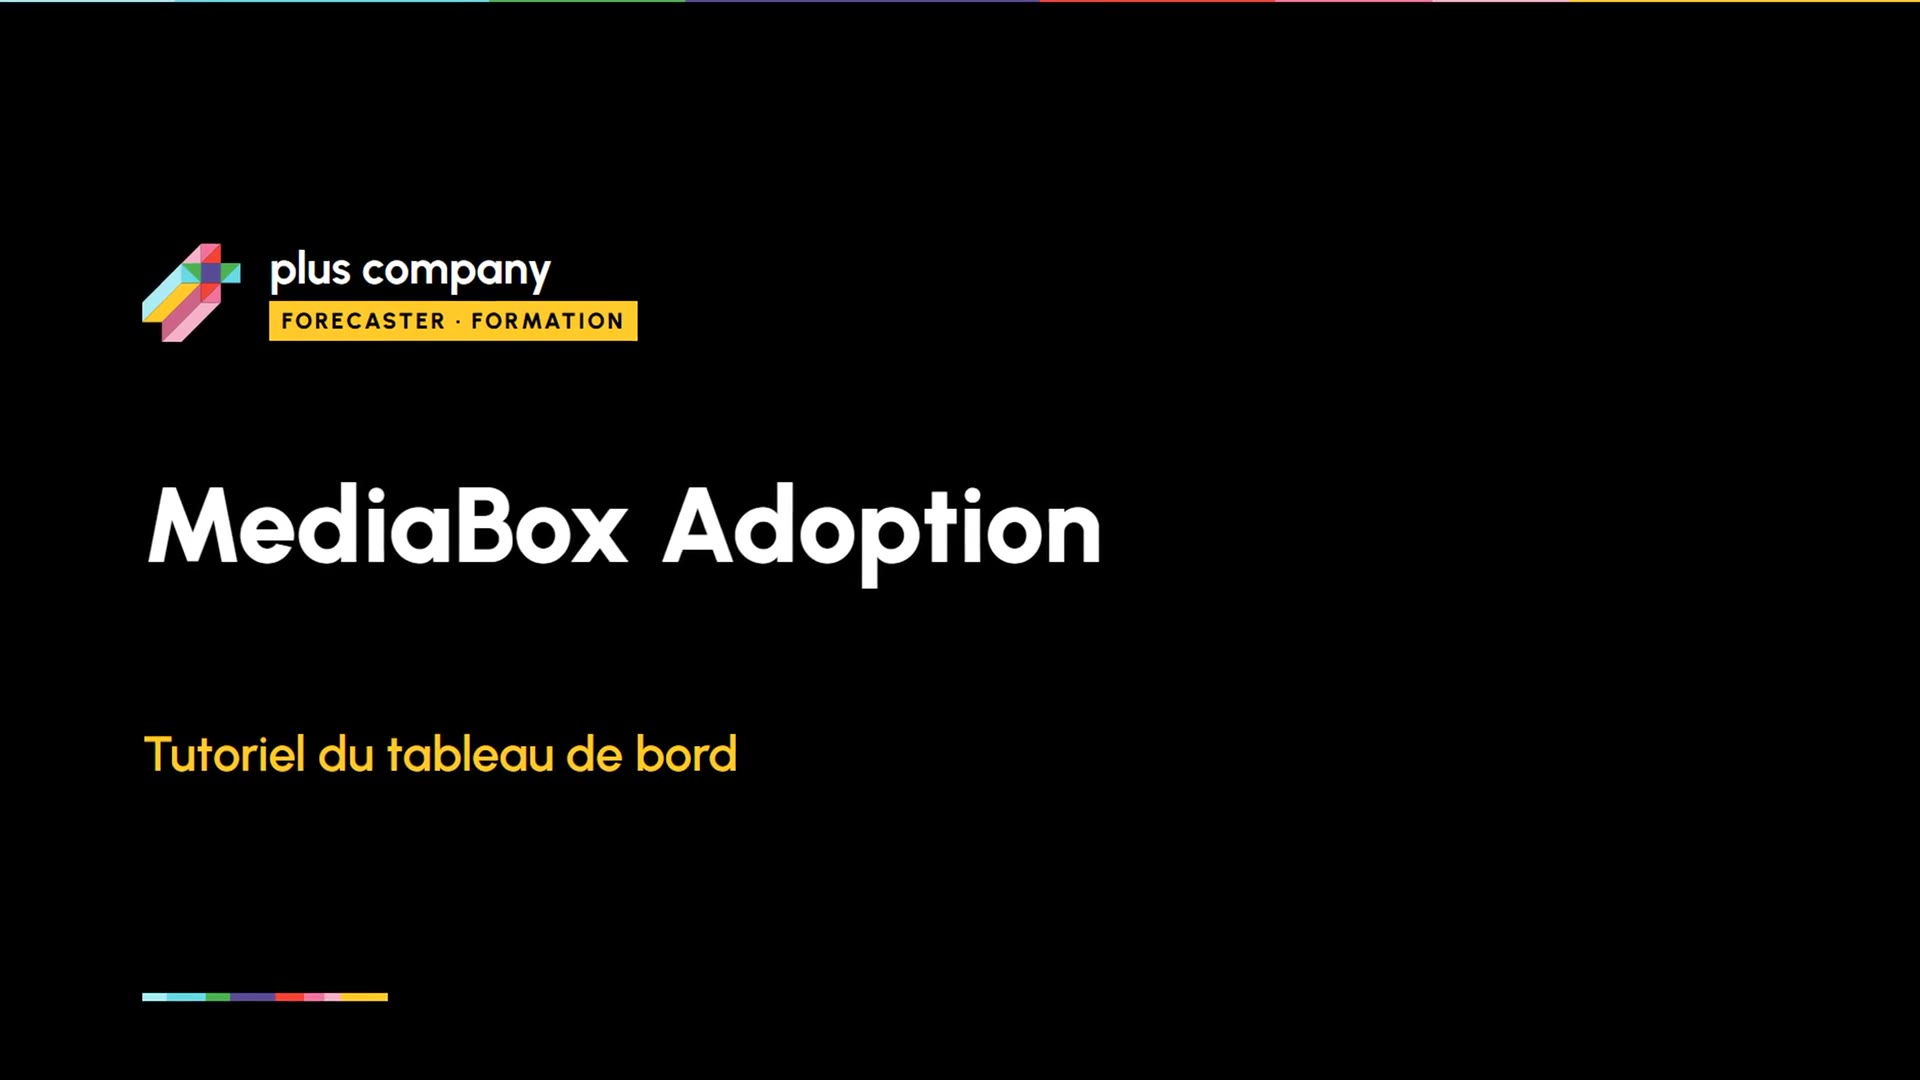 plus company
FORECASTER · FORMATION
MediaBox Adoption
Tutoriel du tableau de bord